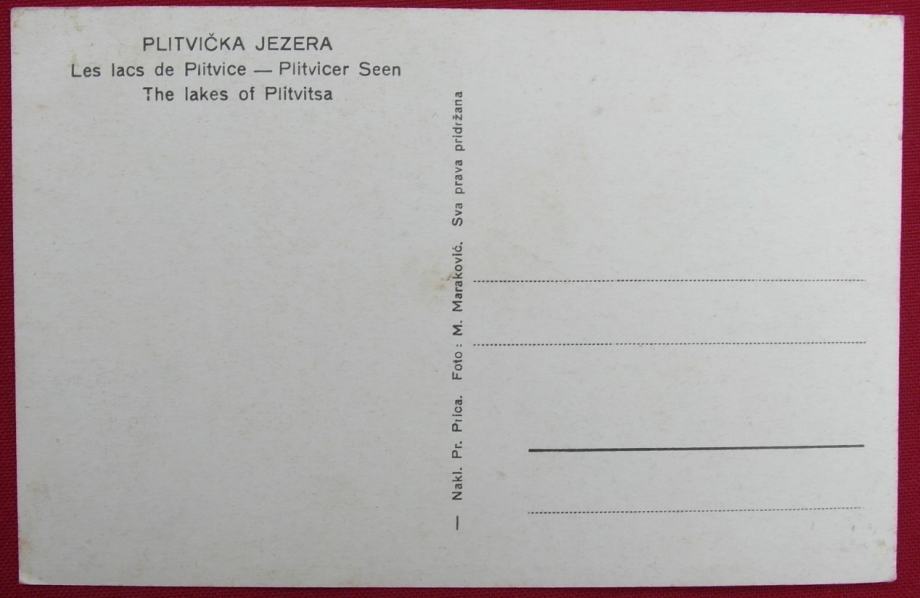 PLITVIČKA JEZERA
Les lacs de Plitvice — Plitvicer Seen
The lakes of Plitvitsa
— Nakl. Pr. Ptica. Foto: M. Maraković. Sva prava pridržana